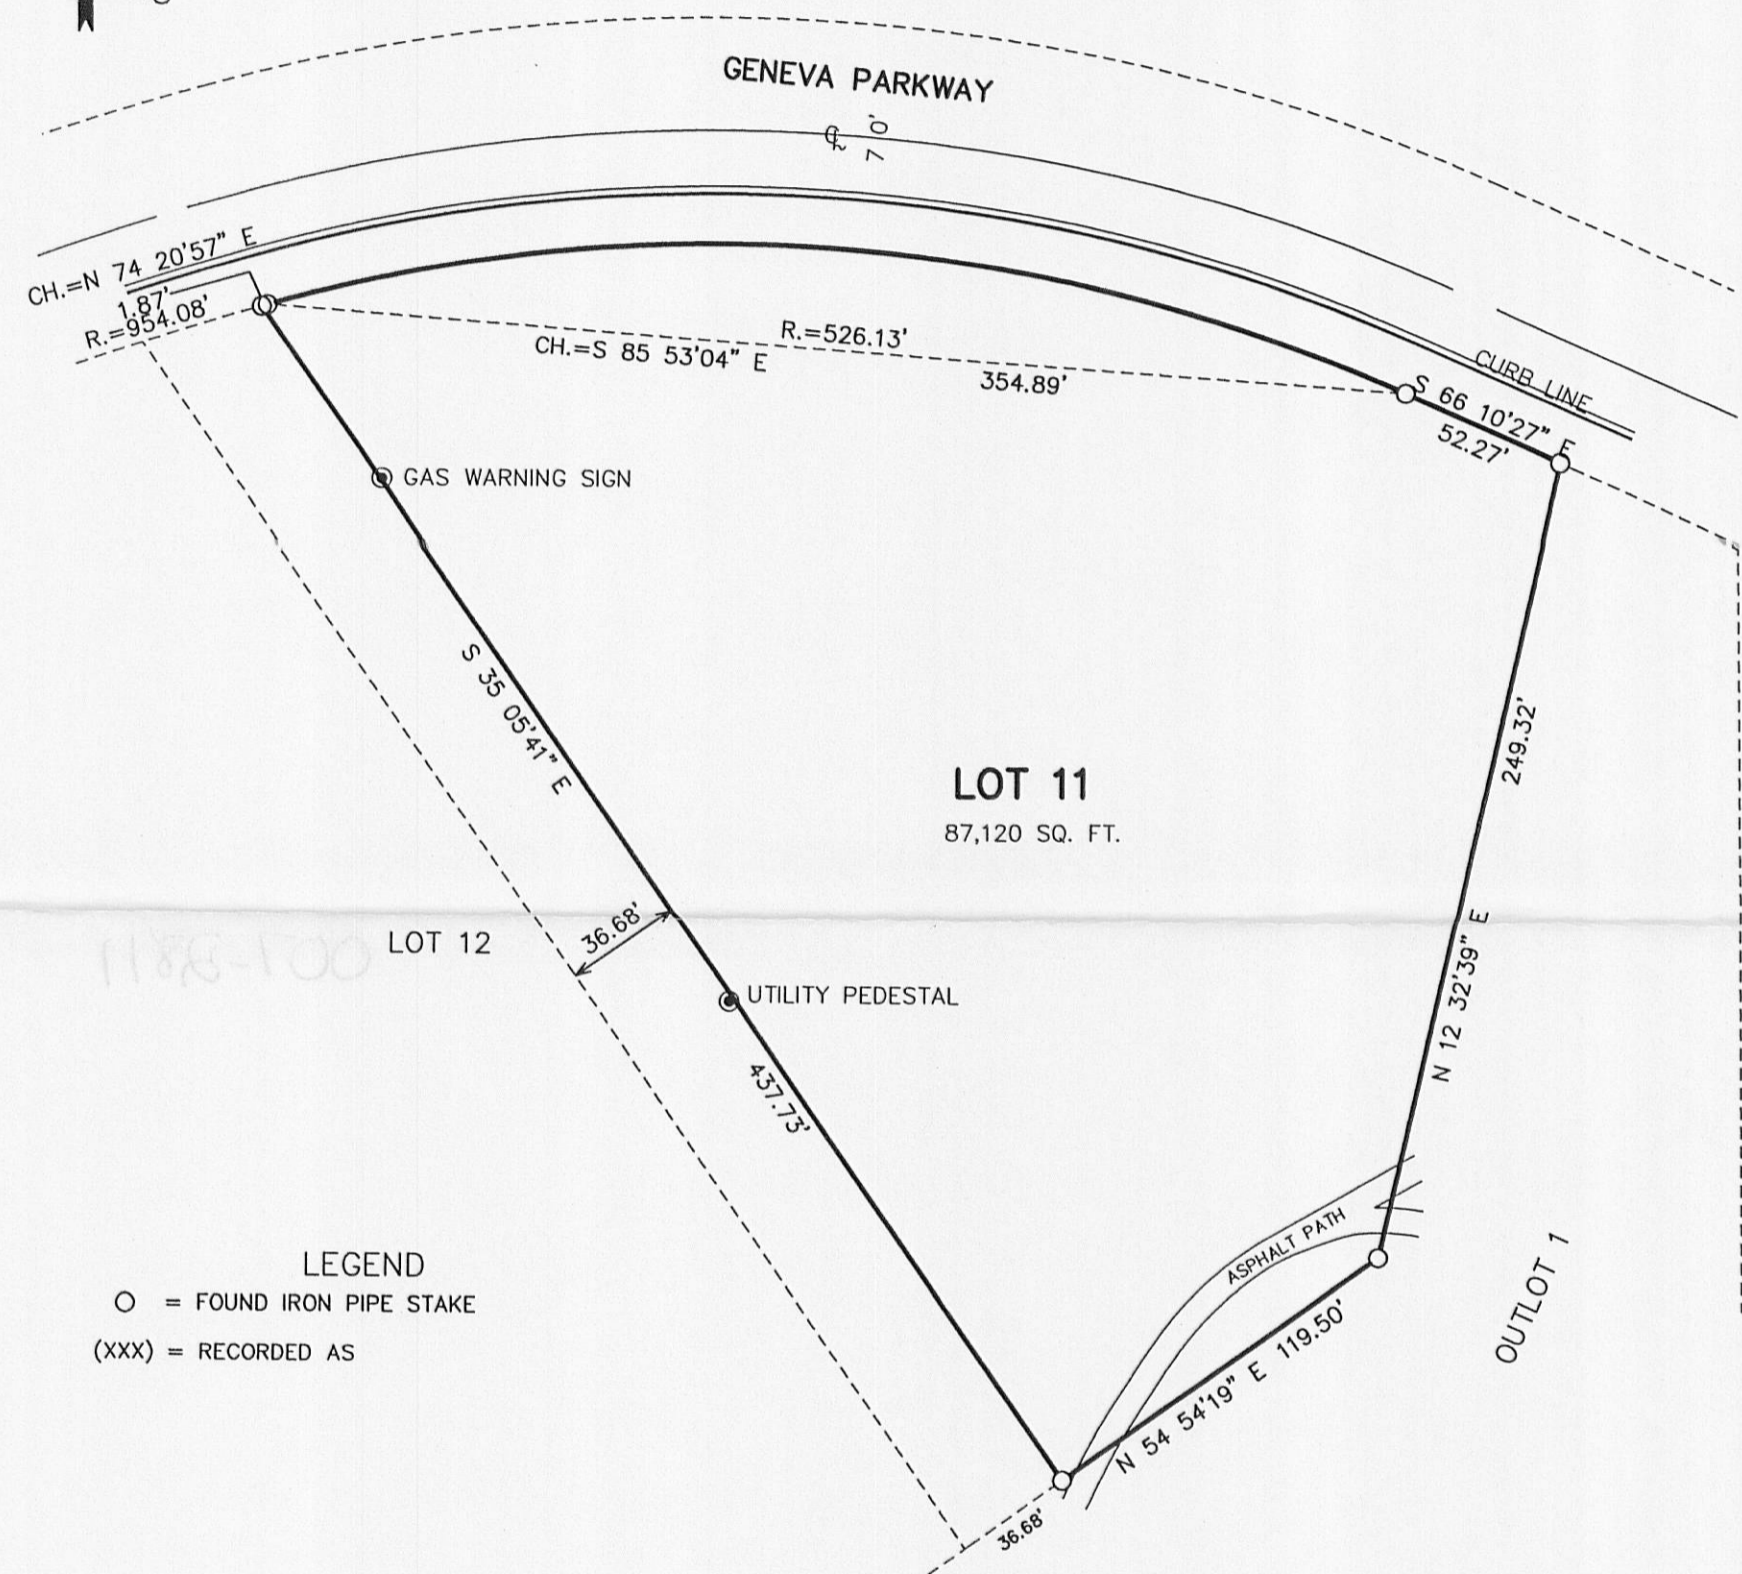 GENEVA PARKWAY
℄
70'
CH.=N 74 20'57" E
1.87'
R.=954.08'
R.=526.13'
CH.=S 85 53'04" E
354.89'
CURB LINE
S 66 10'27" E
52.27'
GAS WARNING SIGN
S 35 05'41" E
249.32'
LOT 11
87,120 SQ. FT.
36.68'
LOT 12
UTILITY PEDESTAL
N 12 32'39" E
437.73'
ASPHALT PATH
OUTLOT 1
LEGEND
O = FOUND IRON PIPE STAKE
(XXX) = RECORDED AS
N 54 54'19" E 119.50'
36.68'